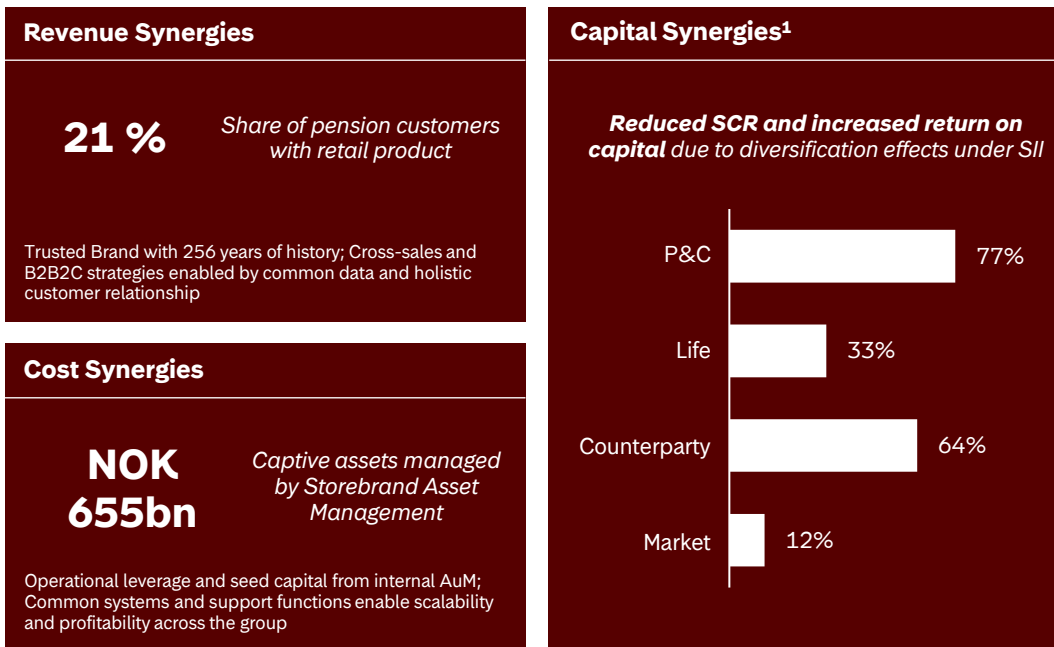 Revenue Synergies
21 %
Share of pension customers
with retail product
Trusted Brand with 256 years of history; Cross-sales and
B2B2C strategies enabled by common data and holistic
customer relationship
Cost Synergies
NOK
655bn
Captive assets managed
by Storebrand Asset
Management
Operational leverage and seed capital from internal AuM;
Common systems and support functions enable scalability
and profitability across the group
Capital Synergies¹
Reduced SCR and increased return on
capital due to diversification effects under SII
P&C 77%
Life 33%
Counterparty 64%
Market 12%